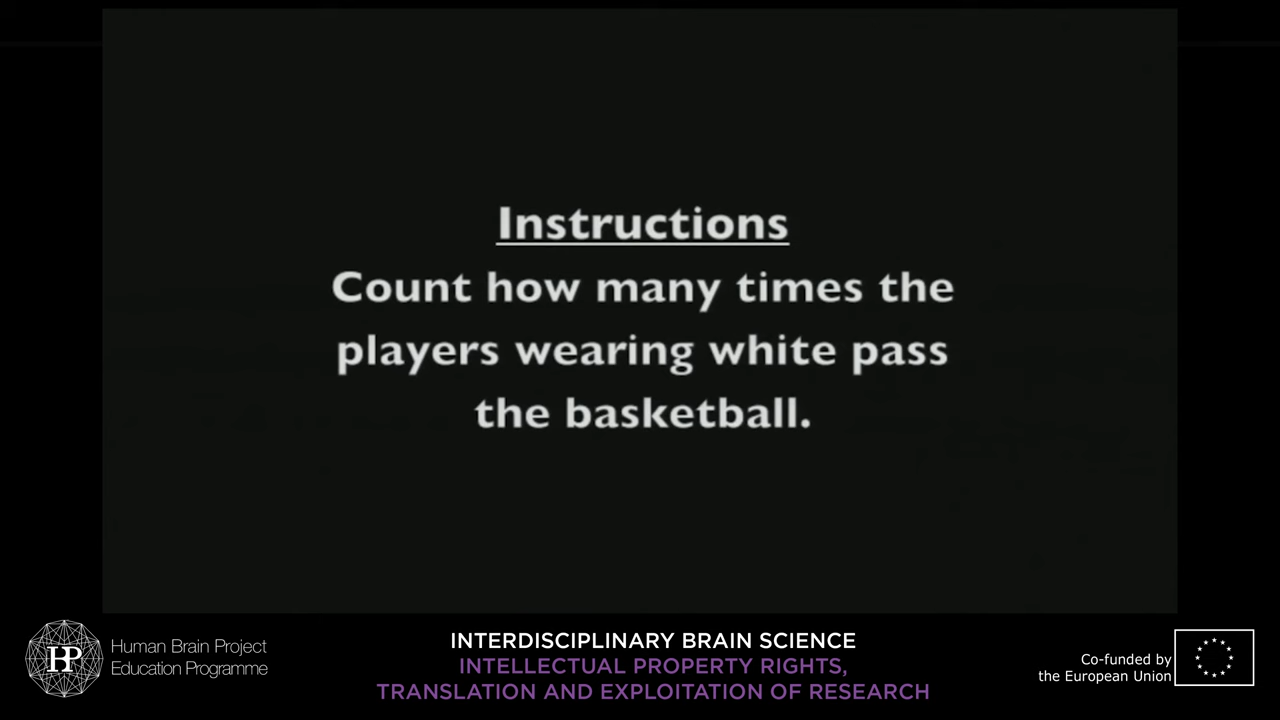 Instructions
Count how many times the
players wearing white pass
the basketball.
HP
Human Brain Project
Education Programme
INTERDISCIPLINARY BRAIN SCIENCE
INTELLECTUAL PROPERTY RIGHTS,
TRANSLATION AND EXPLOITATION OF RESEARCH
Co-funded by
the European Union